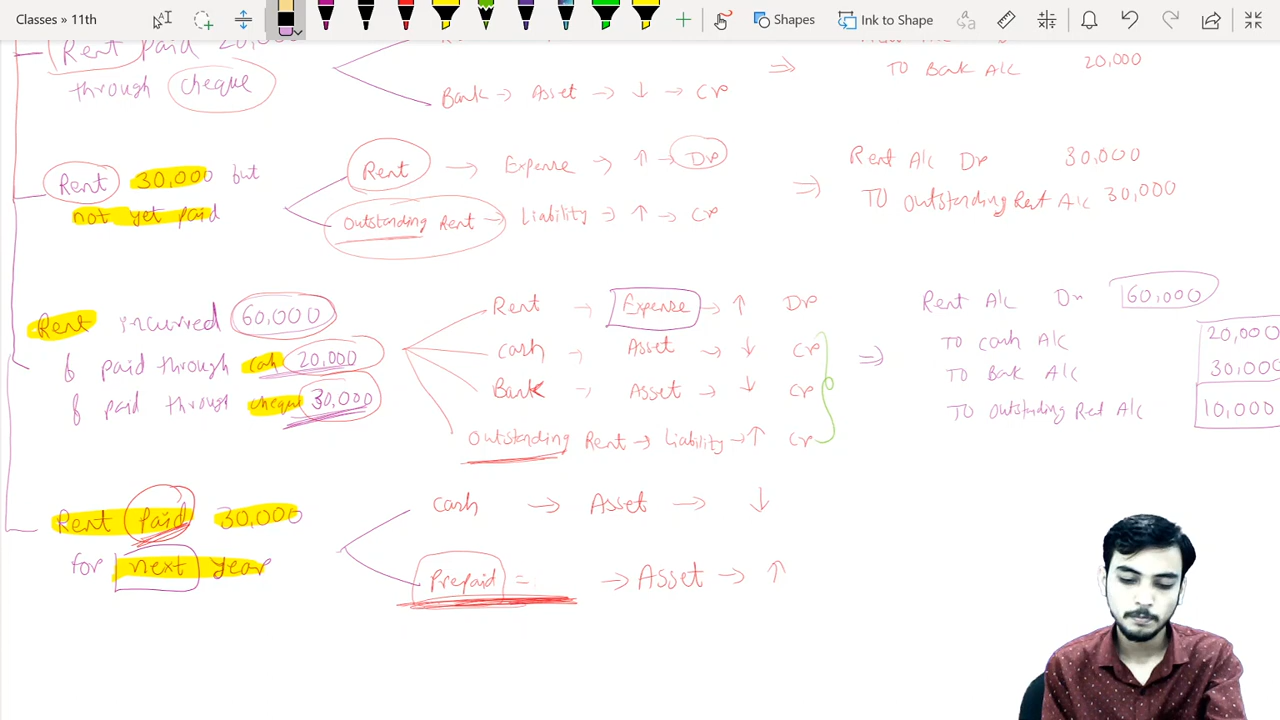 Classes » 11th
Shapes
Ink to Shape
Rent paid 20,000
through cheque
Bank → Asset → ↓ → Cr
TO Bank A/c 20,000
Rent 30,000 but
not yet paid
Rent → Expense → ↑ → Dr
Outstanding Rent → Liability → ↑ → Cr
⇒ Rent A/c Dr 30,000
TO Outstanding Rent A/c 30,000
Rent incurred 60,000
& paid through cash 20,000
& paid through cheque 30,000
Rent → Expense → ↑ Dr
Cash → Asset → ↓ Cr
Bank → Asset → ↓ Cr
Outstanding Rent → Liability → ↑ Cr
⇒ Rent A/c Dr 60,000
TO Cash A/c 20,000
TO Bank A/c 30,000
TO Outstanding Rent A/c 10,000
Rent Paid 30,000
for next year
Cash → Asset → ↓
Prepaid = → Asset → ↑